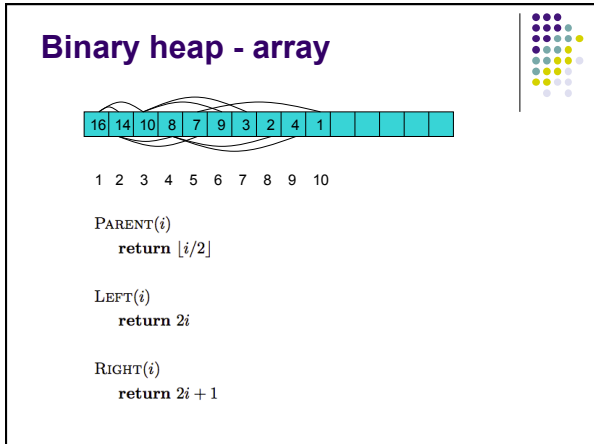 Binary heap - array
16 14 10 8 7 9 3 2 4 1
1 2 3 4 5 6 7 8 9 10
PARENT(i)
return ⌊i/2⌋
LEFT(i)
return 2i
RIGHT(i)
return 2i + 1